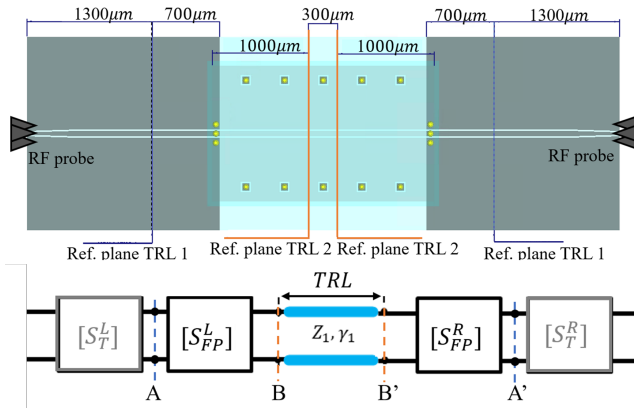 1300μm 700μm 300μm 700μm 1300μm
1000μm 1000μm
RF probe RF probe
Ref. plane TRL 1 Ref. plane TRL 2 Ref. plane TRL 2 Ref. plane TRL 1
TRL
[S_T^L] [S_FP^L] Z_1, γ_1 [S_FP^R] [S_T^R]
A B B' A'